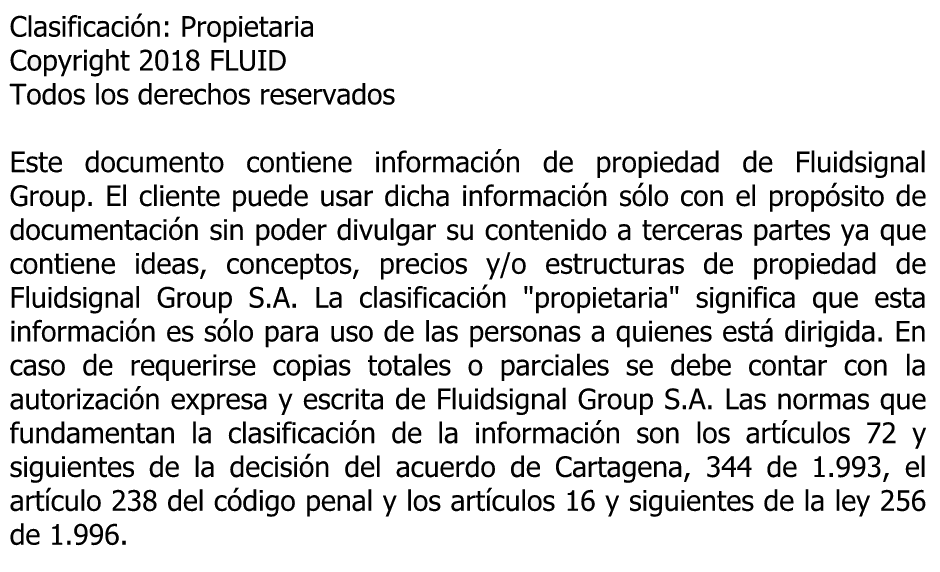 Clasificación: Propietaria
Copyright 2018 FLUID
Todos los derechos reservados
Este documento contiene información de propiedad de Fluidsignal
Group. El cliente puede usar dicha información sólo con el propósito de
documentación sin poder divulgar su contenido a terceras partes ya que
contiene ideas, conceptos, precios y/o estructuras de propiedad de
Fluidsignal Group S.A. La clasificación "propietaria" significa que esta
información es sólo para uso de las personas a quienes está dirigida. En
caso de requerirse copias totales o parciales se debe contar con la
autorización expresa y escrita de Fluidsignal Group S.A. Las normas que
fundamentan la clasificación de la información son los artículos 72 y
siguientes de la decisión del acuerdo de Cartagena, 344 de 1.993, el
artículo 238 del código penal y los artículos 16 y siguientes de la ley 256
de 1.996.